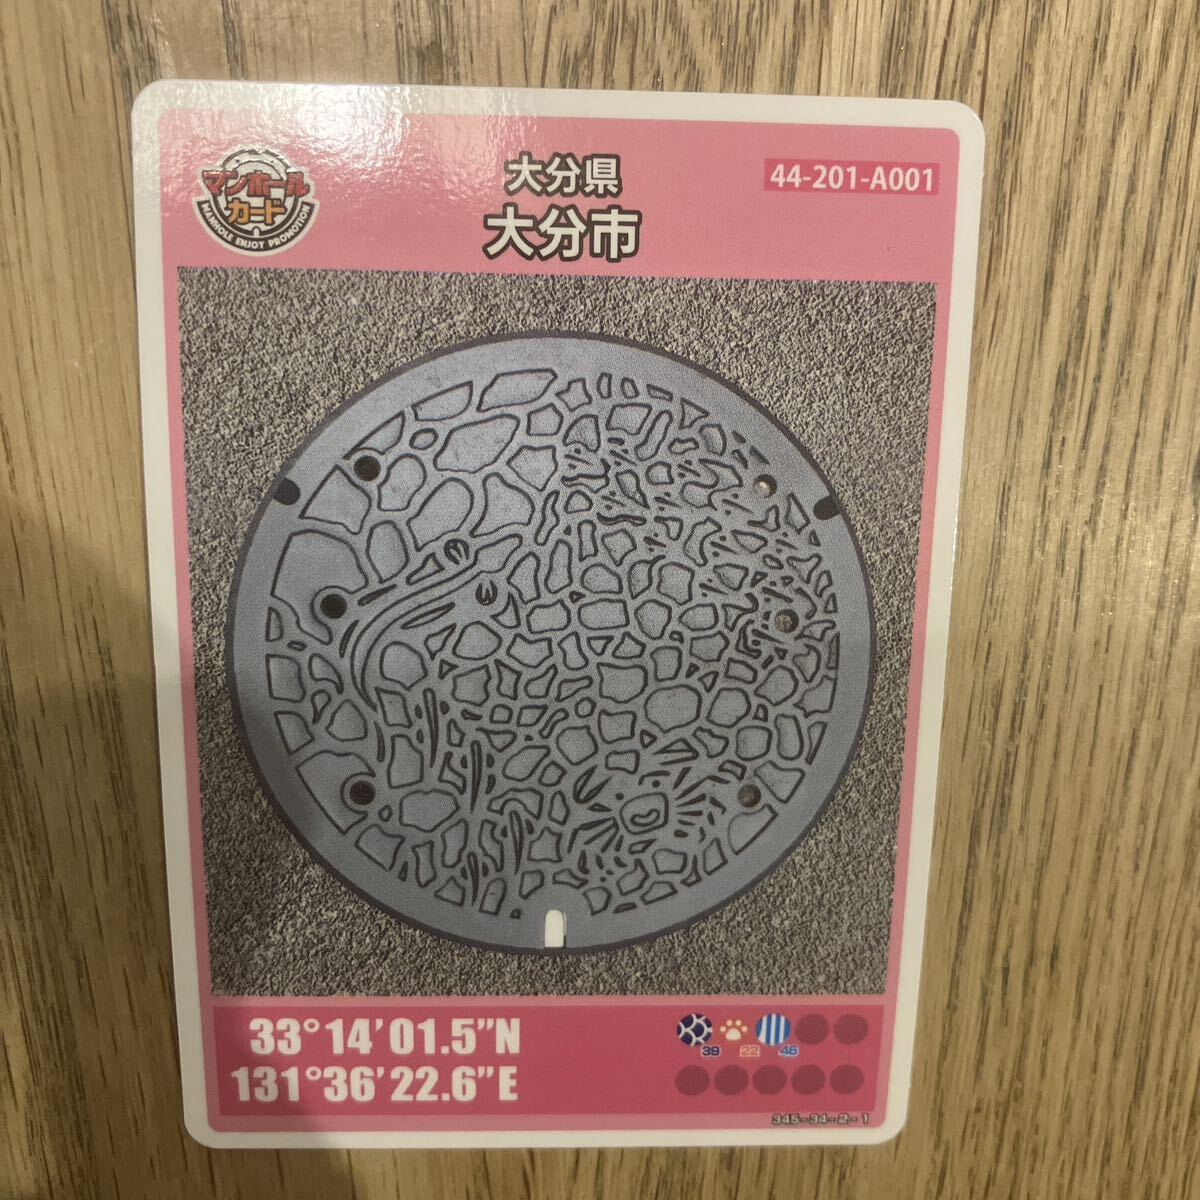 マンホール
カード
MANHOLE ENJOY PROMOTION
大分県
大分市
44-201-A001
33°14'01.5"N
131°36'22.6"E
39 22 46
345-34-2-1